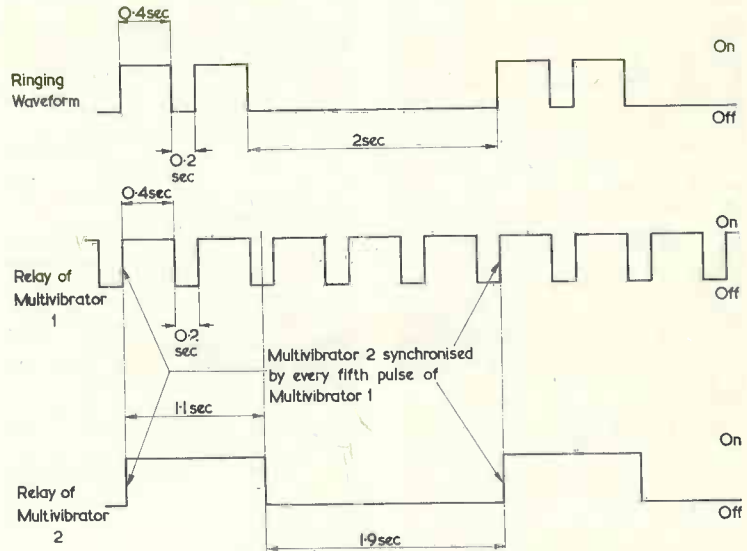 0·4sec
On
Ringing
Waveform
Off
2sec
0·2
sec
0·4sec
On
Relay of
Multivibrator
1
Off
0·2
sec
Multivibrator 2 synchronised
by every fifth pulse of
Multivibrator 1
1·1sec
On
Relay of
Multivibrator
2
Off
1·9sec